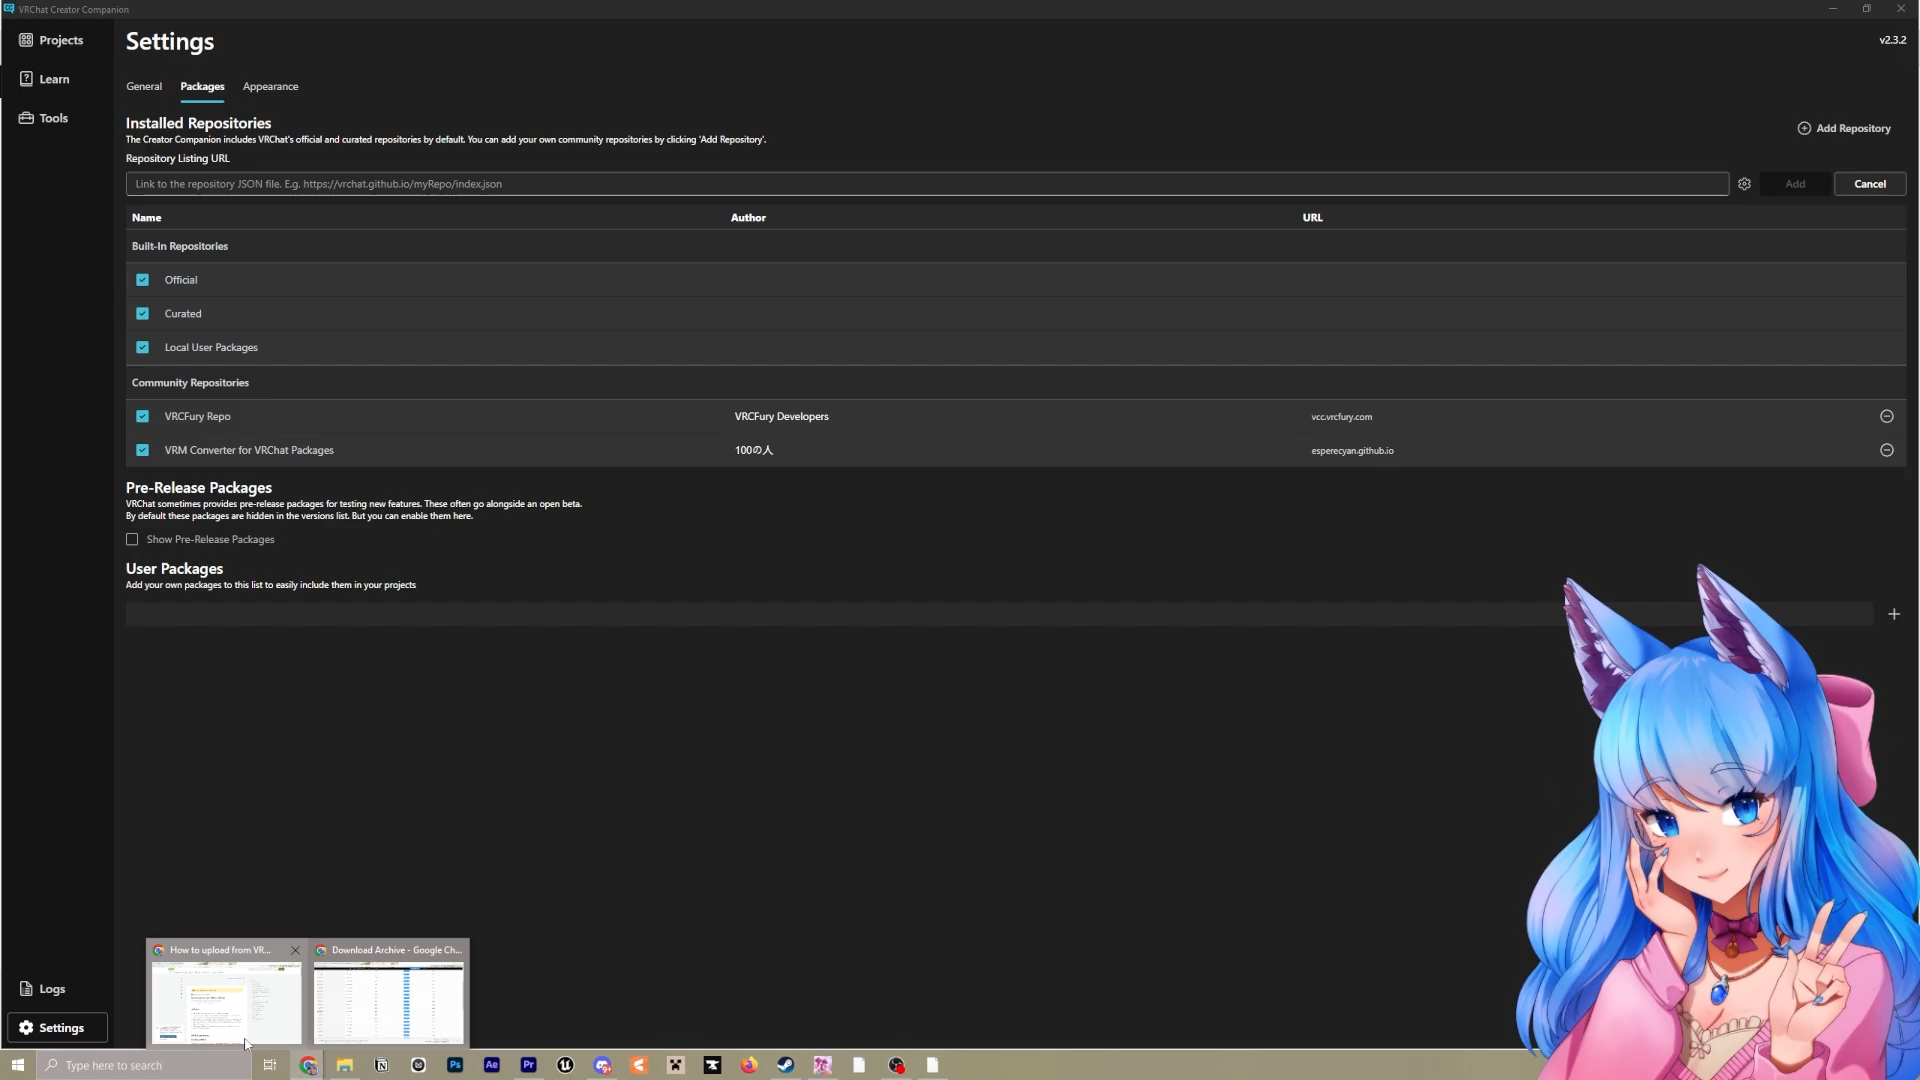 VRChat Creator Companion
Projects
Learn
Tools
Settings
v2.3.2
General Packages Appearance
Installed Repositories
The Creator Companion includes VRChat's official and curated repositories by default. You can add your own community repositories by clicking 'Add Repository'.
Add Repository
Repository Listing URL
Link to the repository JSON file. E.g. https://vrchat.github.io/myRepo/index.json
Add Cancel
Name Author URL
Built-In Repositories
Official
Curated
Local User Packages
Community Repositories
VRCFury Repo VRCFury Developers vcc.vrcfury.com
VRM Converter for VRChat Packages 100の人 esperecyan.github.io
Pre-Release Packages
VRChat sometimes provides pre-release packages for testing new features. These often go alongside an open beta.
By default these packages are hidden in the versions list. But you can enable them here.
Show Pre-Release Packages
User Packages
Add your own packages to this list to easily include them in your projects
How to upload from VR...
Download Archive - Google Ch...
Logs
Settings
Type here to search
Ps
Ae
Pr